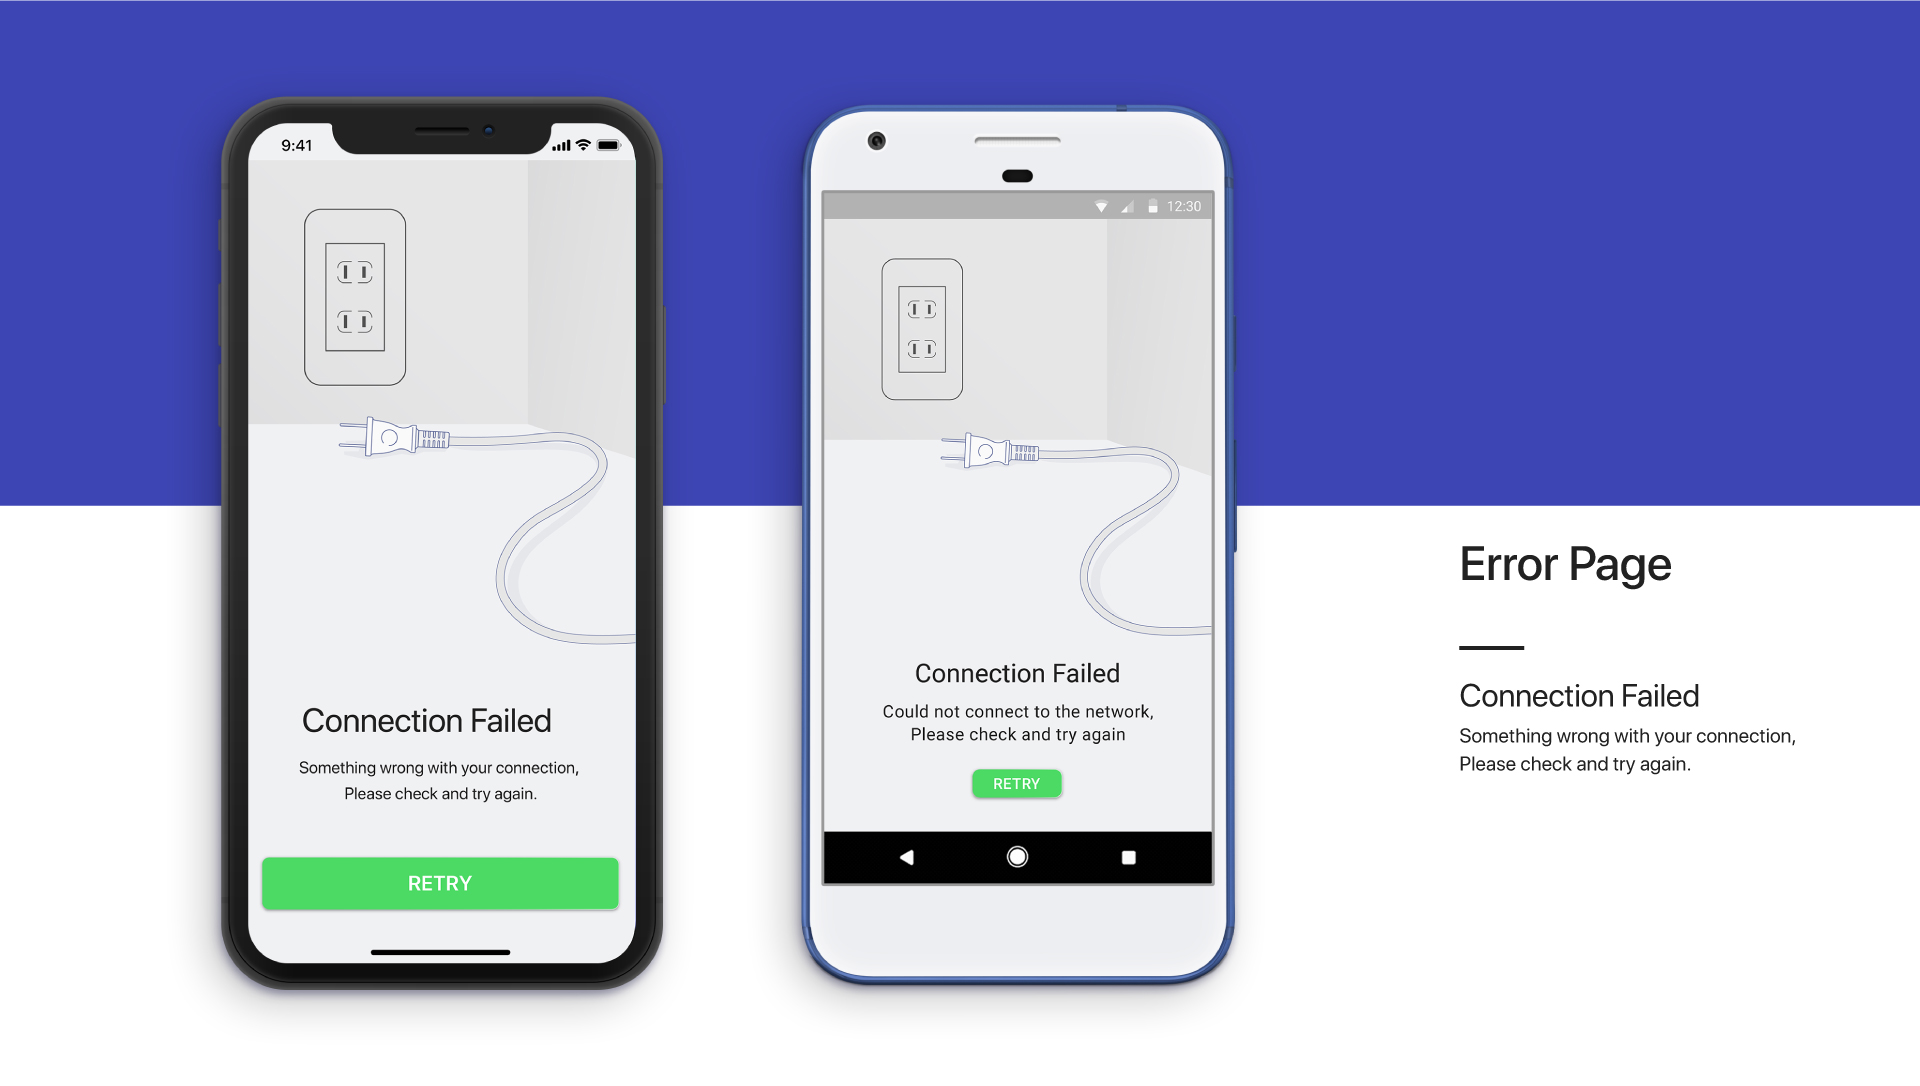 9:41
Connection Failed
Something wrong with your connection,
Please check and try again.
RETRY
12:30
Connection Failed
Could not connect to the network,
Please check and try again
RETRY
Error Page
Connection Failed
Something wrong with your connection,
Please check and try again.